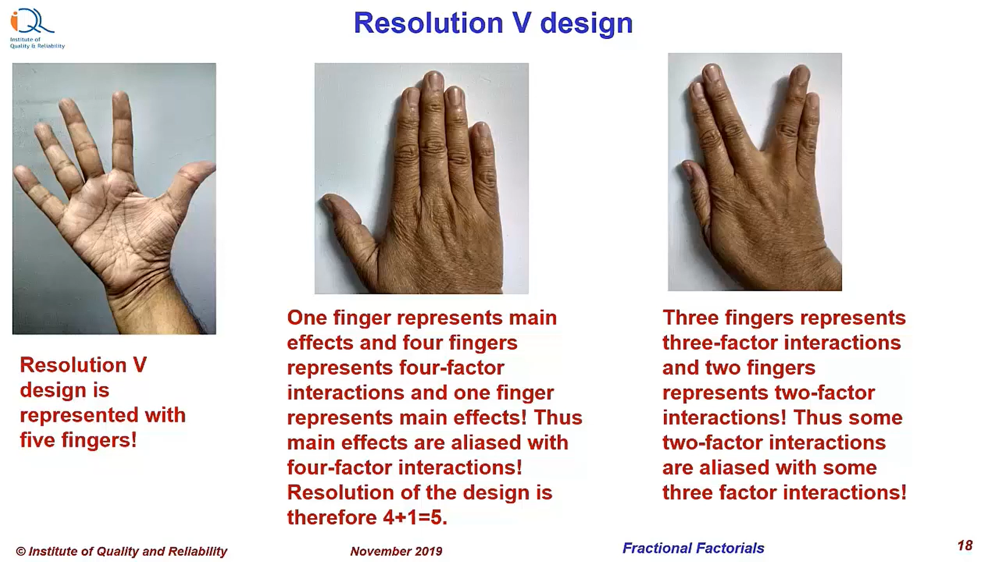 Resolution V design
iQR
Institute of
Quality & Reliability
Resolution V
design is
represented with
five fingers!
One finger represents main
effects and four fingers
represents four-factor
interactions and one finger
represents main effects! Thus
main effects are aliased with
four-factor interactions!
Resolution of the design is
therefore 4+1=5.
Three fingers represents
three-factor interactions
and two fingers
represents two-factor
interactions! Thus some
two-factor interactions
are aliased with some
three factor interactions!
© Institute of Quality and Reliability
November 2019
Fractional Factorials
18